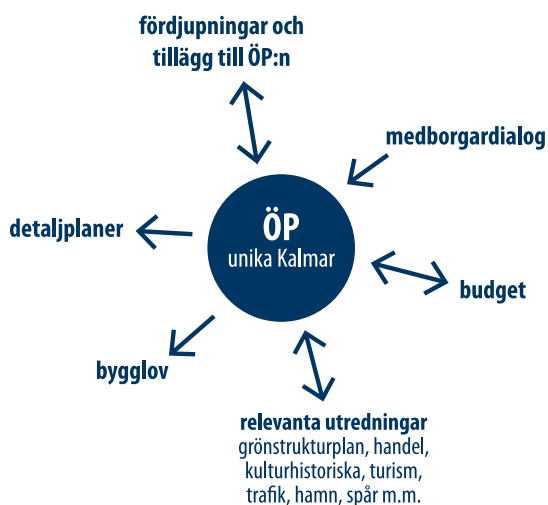 fördjupningar och
tillägg till ÖP:n
medborgardialog
detaljplaner
ÖP
unika Kalmar
budget
bygglov
relevanta utredningar
grönstrukturplan, handel,
kulturhistoriska, turism,
trafik, hamn, spår m.m.